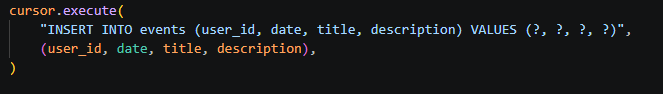 cursor.execute(
    "INSERT INTO events (user_id, date, title, description) VALUES (?, ?, ?, ?)",
    (user_id, date, title, description),
)